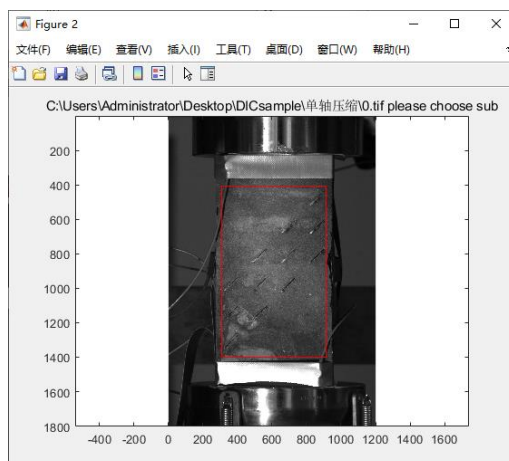 Figure 2
文件(F) 编辑(E) 查看(V) 插入(I) 工具(T) 桌面(D) 窗口(W) 帮助(H)
C:\Users\Administrator\Desktop\DICsample\单轴压缩\0.tif please choose sub
200
400
600
800
1000
1200
1400
1600
1800
-400 -200 0 200 400 600 800 1000 1200 1400 1600